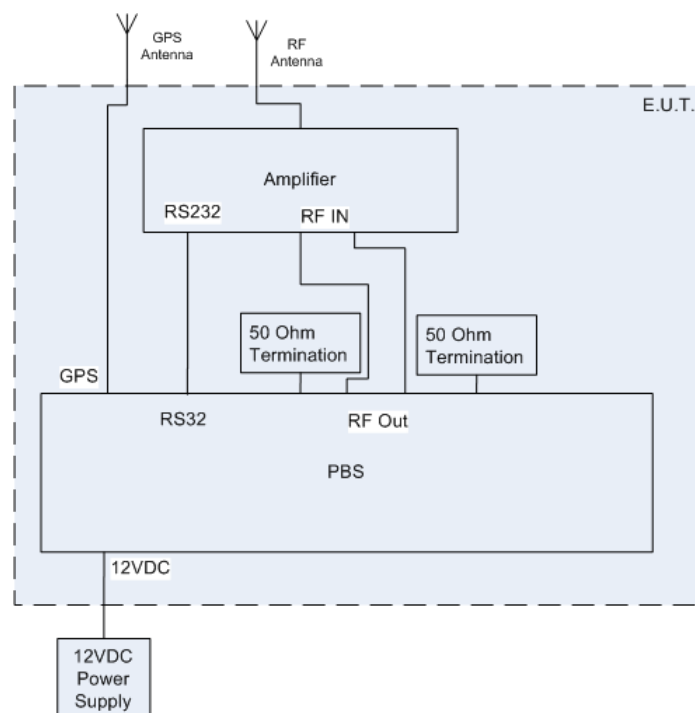 GPS
Antenna
RF
Antenna
E.U.T.
Amplifier
RS232
RF IN
50 Ohm
Termination
50 Ohm
Termination
GPS
RS32
RF Out
PBS
12VDC
12VDC
Power
Supply